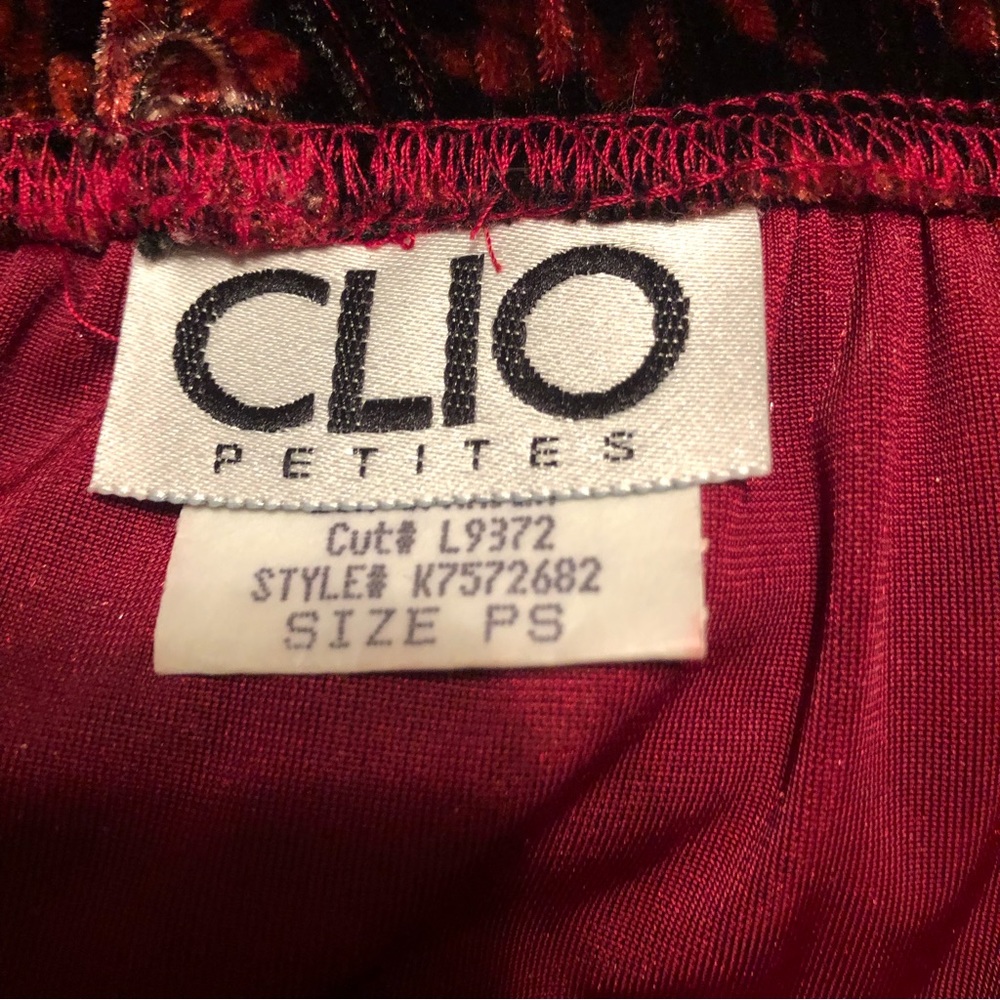 CLIO
PETITES
Cut# L9372
STYLE# K7572682
SIZE PS